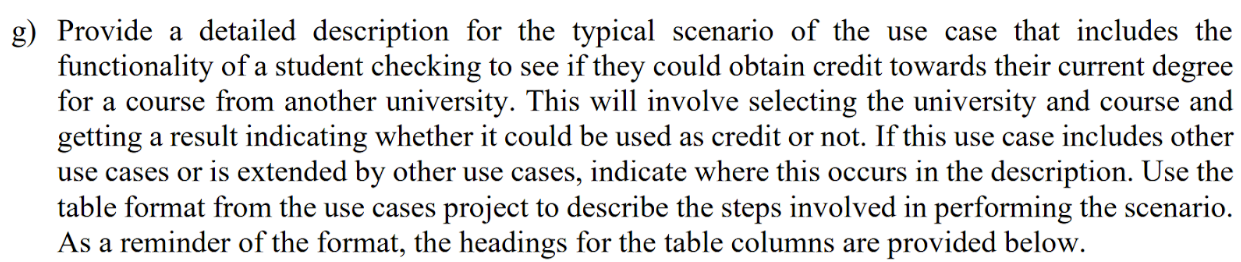 g) Provide a detailed description for the typical scenario of the use case that includes the
functionality of a student checking to see if they could obtain credit towards their current degree
for a course from another university. This will involve selecting the university and course and
getting a result indicating whether it could be used as credit or not. If this use case includes other
use cases or is extended by other use cases, indicate where this occurs in the description. Use the
table format from the use cases project to describe the steps involved in performing the scenario.
As a reminder of the format, the headings for the table columns are provided below.